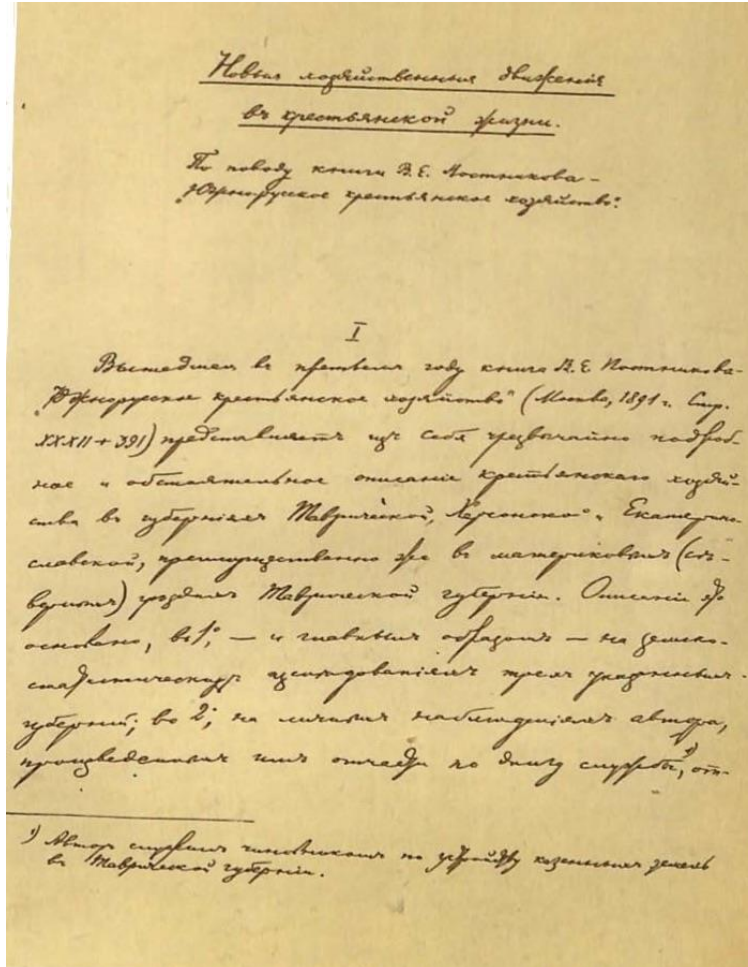 Новыя хозяйственныя движенія
въ крестьянской жизни.
По поводу книги В. Е. Постникова –
„Южнорусское крестьянское хозяйство“.
I
Вышедшая въ третьемъ году книга В. Е. Постникова –
„Южнорусское крестьянское хозяйство“ (Москва, 1891 г. Стр.
XXXII + 391) представляетъ изъ себя чрезвычайно подроб-
ное и обстоятельное описаніе крестьянскаго хозяй-
ства въ губерніяхъ Таврической, Херсонской и Екатерино-
славской, преимущественно же въ материковыхъ (сѣ-
верныхъ) уѣздахъ Таврической губерніи. Описаніе это
основано, во 1;, — и главнымъ образомъ — на земско-
статистическихъ изслѣдованіяхъ трехъ указанныхъ
губерній; во 2;, на личныхъ наблюденіяхъ автора,
произведенныхъ имъ отчасти по долгу службы ¹), от-
¹) Авторъ служилъ чиновникомъ по устройству казенныхъ земель
въ Таврической губерніи.